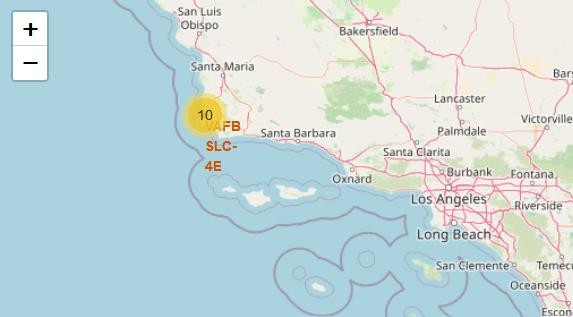 +
−
San Luis
Obispo
Bakersfield
Santa Maria
Bars
Lancaster
10
VAFB
SLC-
4E
Victorville
Palmdale
Santa Barbara
Santa Clarita
Oxnard
Burbank
Fontana
Los Angeles
Riverside
Long Beach
San Clemente
Temecu
Oceanside
Escon